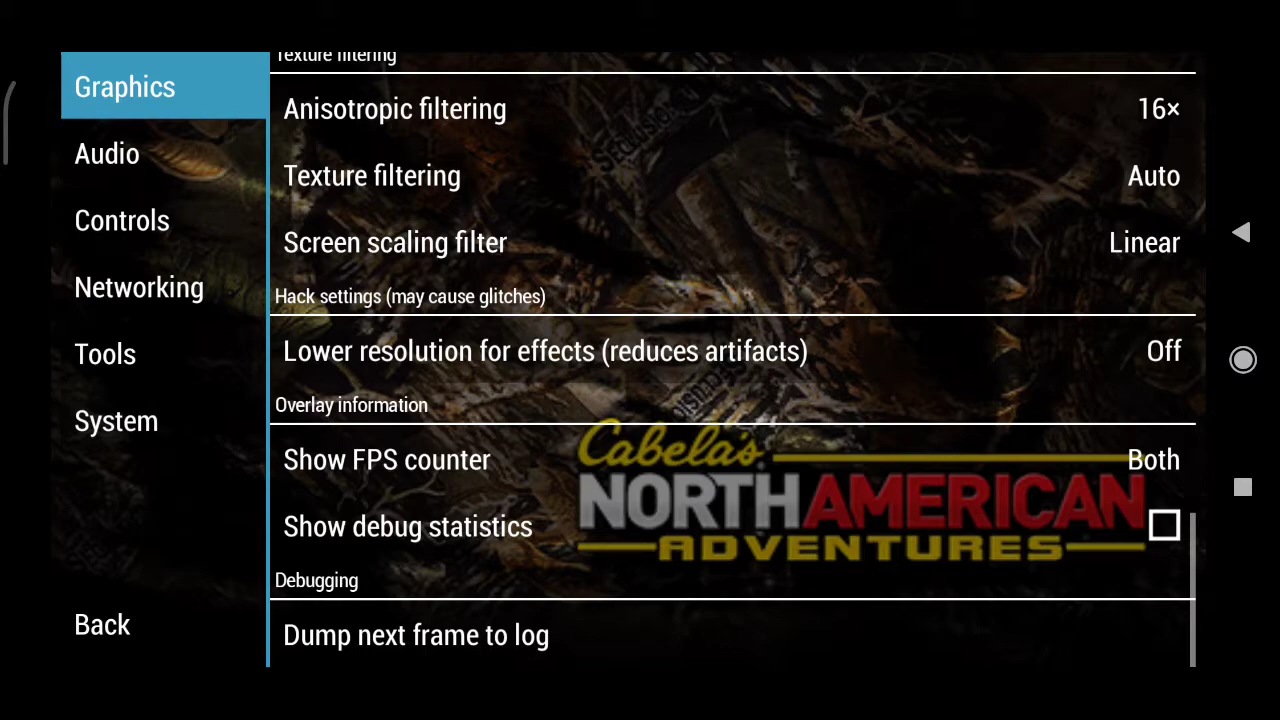 Graphics
Audio
Controls
Networking
Tools
System
Back
Texture filtering
Anisotropic filtering 16×
Texture filtering Auto
Screen scaling filter Linear
Hack settings (may cause glitches)
Lower resolution for effects (reduces artifacts) Off
Overlay information
Show FPS counter Both
Show debug statistics
Debugging
Dump next frame to log
Cabela's
NORTH AMERICAN
ADVENTURES